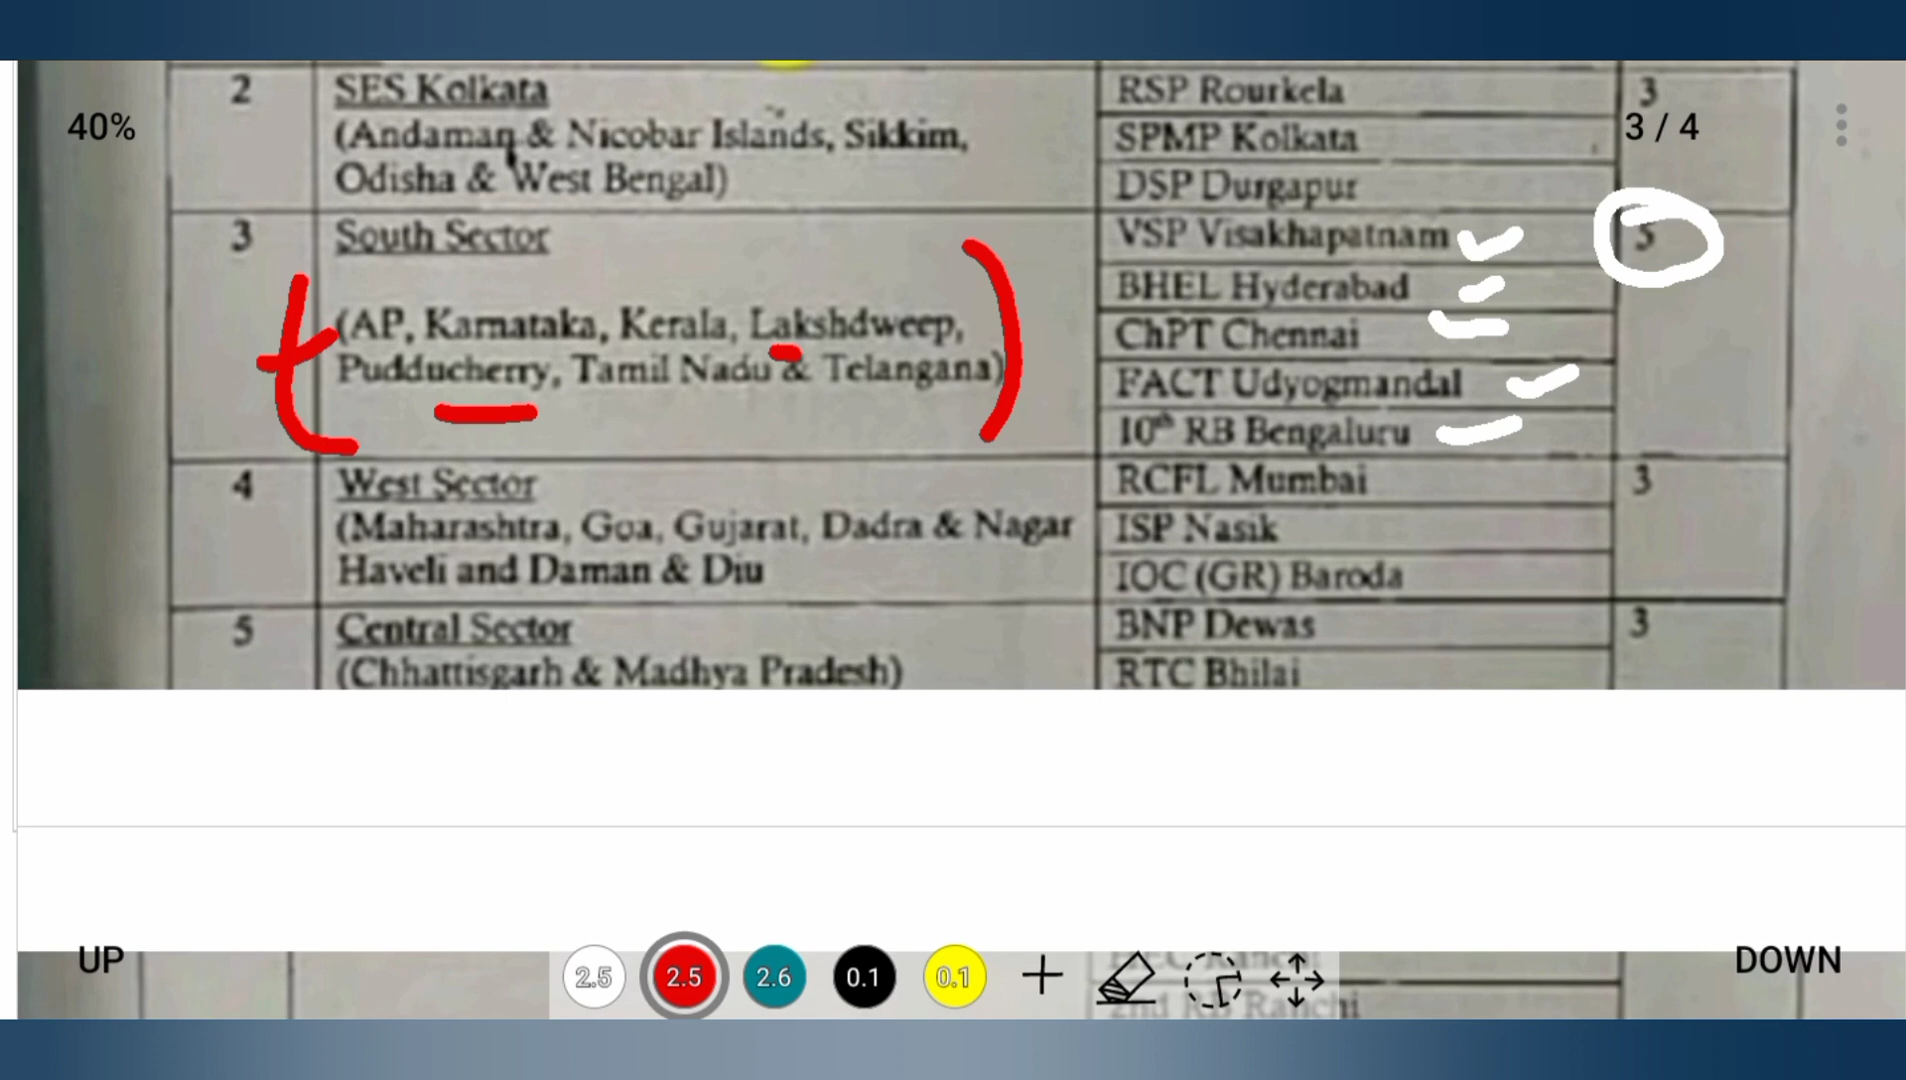 2 SES Kolkata RSP Rourkela 3
40% 3 / 4
(Andaman & Nicobar Islands, Sikkim, SPMP Kolkata
Odisha & West Bengal) DSP Durgapur
3 South Sector VSP Visakhapatnam 5
BHEL Hyderabad
(AP, Karnataka, Kerala, Lakshdweep, ChPT Chennai
Pudducherry, Tamil Nadu & Telangana) FACT Udyogmandal
10th RB Bengaluru
4 West Sector RCFL Mumbai 3
(Maharashtra, Goa, Gujarat, Dadra & Nagar ISP Nasik
Haveli and Daman & Diu IOC (GR) Baroda
5 Central Sector BNP Dewas 3
(Chhattisgarh & Madhya Pradesh) RTC Bhilai
UP 2.5 2.5 2.6 0.1 0.1 DOWN
2nd RB Ranchi